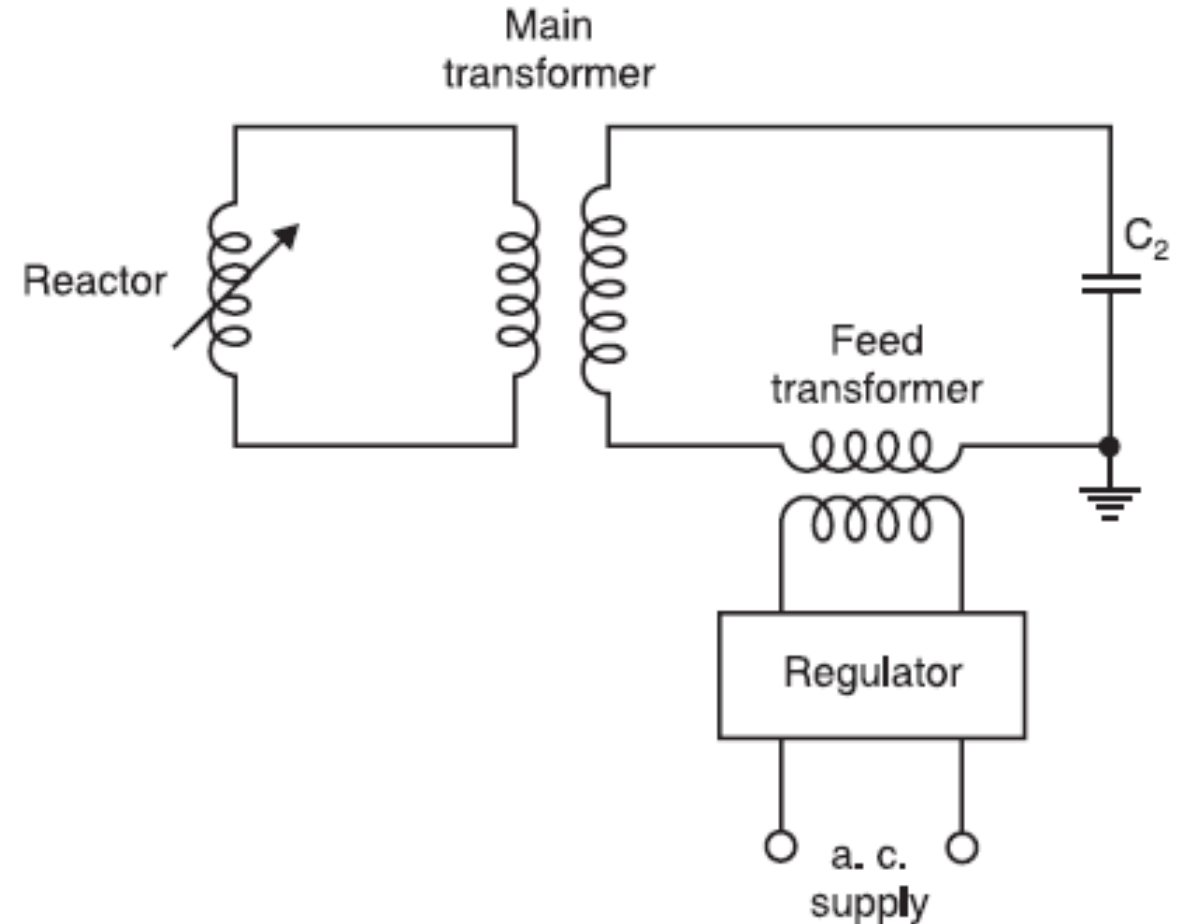 Main
transformer
Reactor
C2
Feed
transformer
Regulator
a. c.
supply